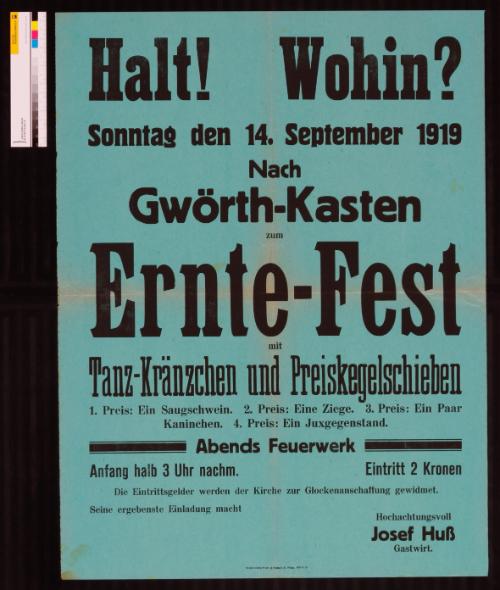 Halt! Wohin?
Sonntag den 14. September 1919
Nach
Gwörth-Kasten
zum
Ernte-Fest
mit
Tanz-Kränzchen und Preiskegelschieben
1. Preis: Ein Saugschwein. 2. Preis: Eine Ziege. 3. Preis: Ein Paar
Kaninchen. 4. Preis: Ein Juxgegenstand.
Abends Feuerwerk
Anfang halb 3 Uhr nachm. Eintritt 2 Kronen
Die Eintrittsgelder werden der Kirche zur Glockenanschaffung gewidmet.
Seine ergebenste Einladung macht
Hochachtungsvoll
Josef Huß
Gastwirt.